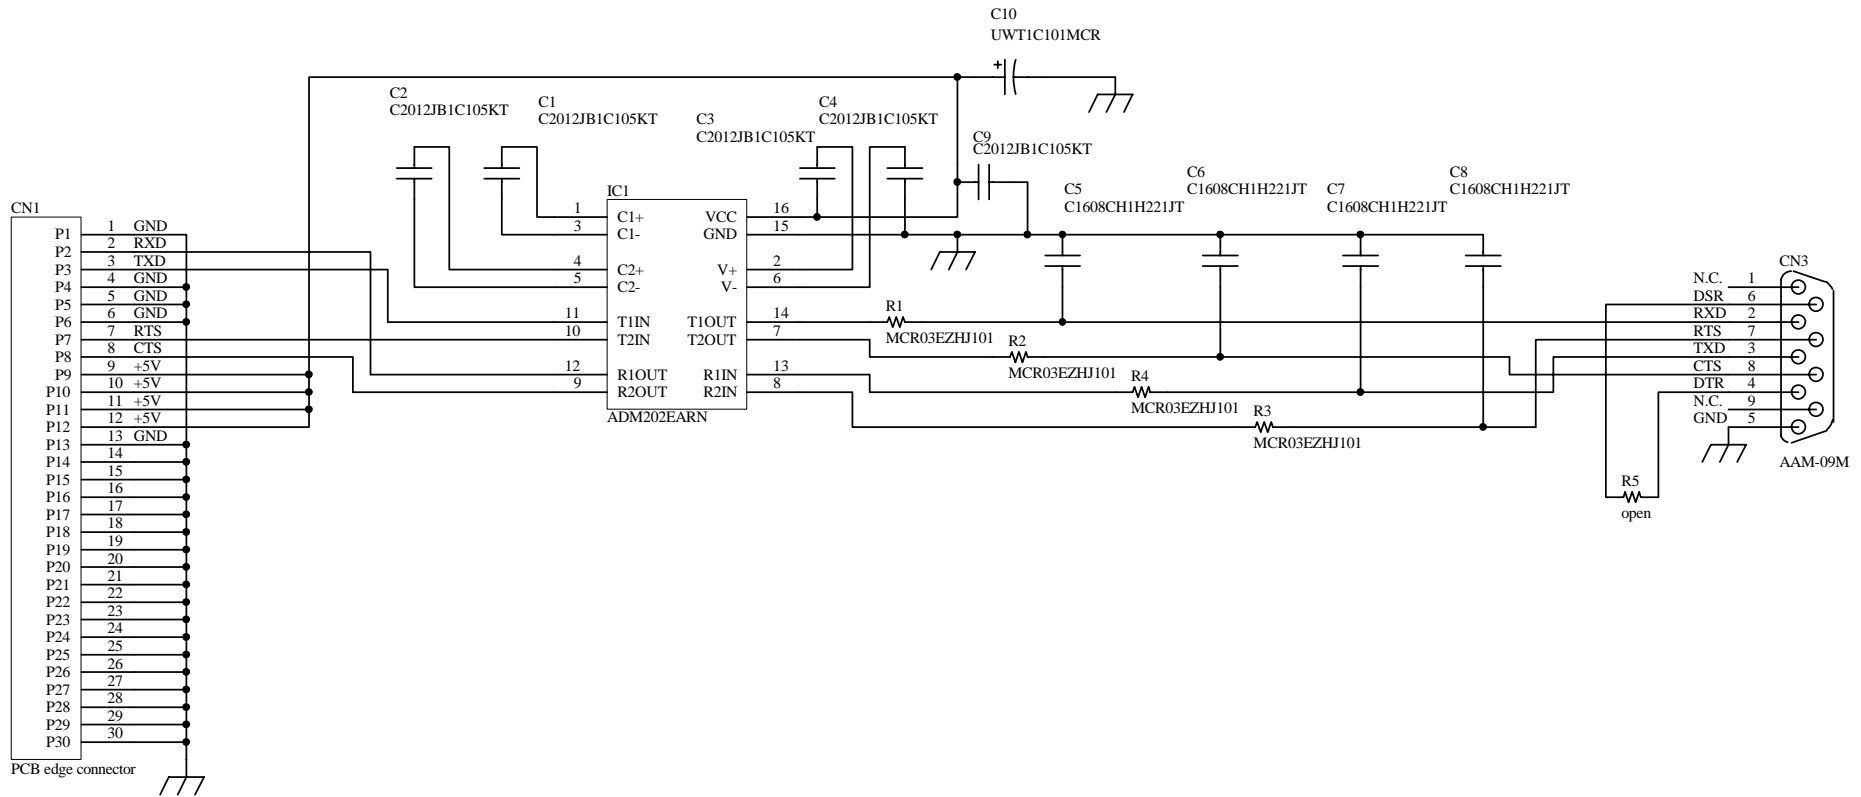 C10
UWT1C101MCR
+
C2
C2012JB1C105KT
C1
C2012JB1C105KT
C3
C2012JB1C105KT
C4
C2012JB1C105KT
C9
C2012JB1C105KT
C5
C1608CH1H221JT
C6
C1608CH1H221JT
C7
C1608CH1H221JT
C8
C1608CH1H221JT
CN1
P1 1 GND
P2 2 RXD
P3 3 TXD
P4 4 GND
P5 5 GND
P6 6 GND
P7 7 RTS
P8 8 CTS
P9 9 +5V
P10 10 +5V
P11 11 +5V
P12 12 +5V
P13 13 GND
P14 14
P15 15
P16 16
P17 17
P18 18
P19 19
P20 20
P21 21
P22 22
P23 23
P24 24
P25 25
P26 26
P27 27
P28 28
P29 29
P30 30
PCB edge connector
IC1
1 C1+ VCC 16
3 C1- GND 15
4 C2+ V+ 2
5 C2- V- 6
11 T1IN T1OUT 14
10 T2IN T2OUT 7
12 R1OUT R1IN 13
9 R2OUT R2IN 8
ADM202EARN
R1
MCR03EZHJ101
R2
MCR03EZHJ101
R4
MCR03EZHJ101
R3
MCR03EZHJ101
CN3
N.C. 1
DSR 6
RXD 2
RTS 7
TXD 3
CTS 8
DTR 4
N.C. 9
GND 5
AAM-09M
R5
open